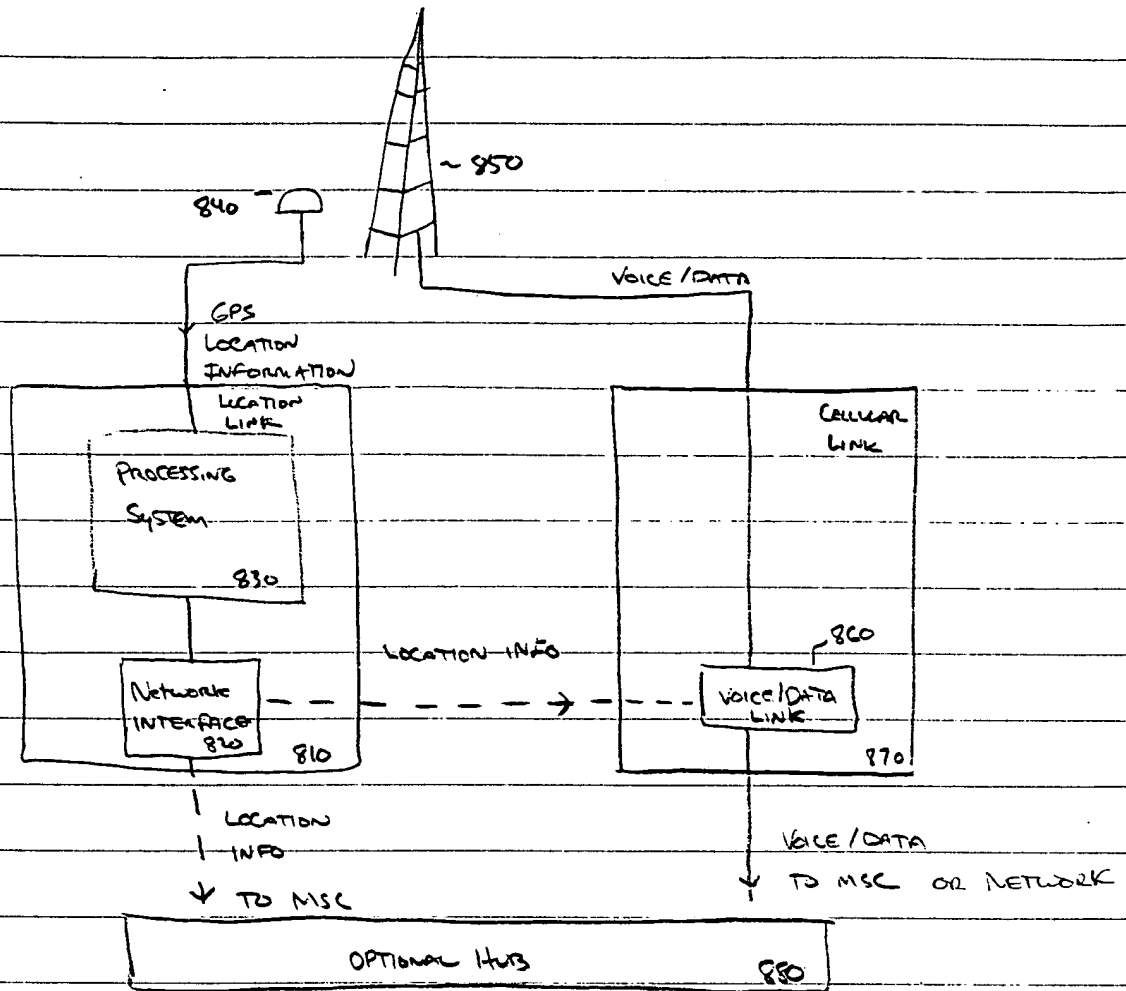 ~ 850
840
VOICE/DATA
GPS
LOCATION
INFORMATION
LOCATION
LINK
CELLULAR
LINK
PROCESSING
SYSTEM
830
860
LOCATION INFO
NETWORK
INTERFACE
820
810
VOICE/DATA
LINK
870
LOCATION
INFO
TO MSC
VOICE/DATA
TO MSC OR NETWORK
OPTIONAL HUB